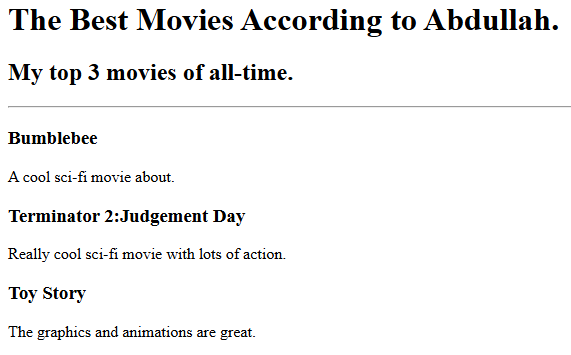 The Best Movies According to Abdullah.
My top 3 movies of all-time.
Bumblebee
A cool sci-fi movie about.
Terminator 2:Judgement Day
Really cool sci-fi movie with lots of action.
Toy Story
The graphics and animations are great.